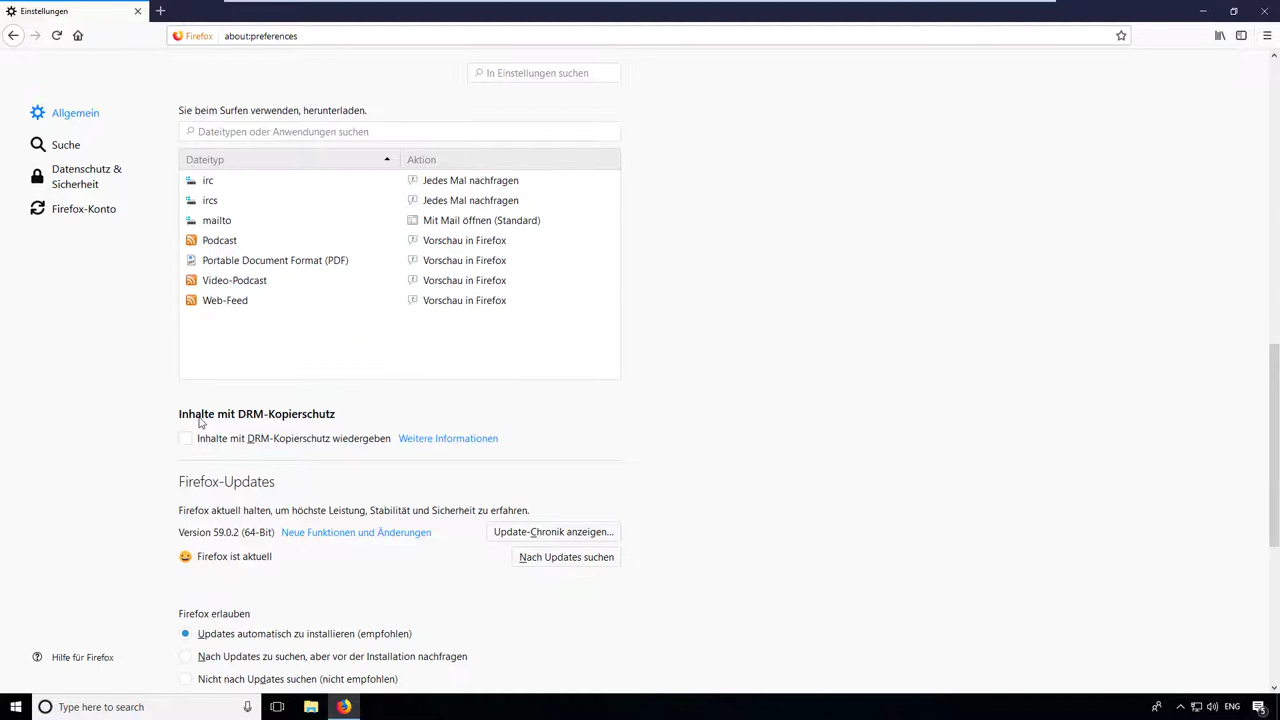 Einstellungen
Firefox about:preferences
In Einstellungen suchen
Allgemein
Suche
Datenschutz &
Sicherheit
Firefox-Konto
Sie beim Surfen verwenden, herunterladen.
Dateitypen oder Anwendungen suchen
Dateityp Aktion
irc Jedes Mal nachfragen
ircs Jedes Mal nachfragen
mailto Mit Mail öffnen (Standard)
Podcast Vorschau in Firefox
Portable Document Format (PDF) Vorschau in Firefox
Video-Podcast Vorschau in Firefox
Web-Feed Vorschau in Firefox
Inhalte mit DRM-Kopierschutz
Inhalte mit DRM-Kopierschutz wiedergeben Weitere Informationen
Firefox-Updates
Firefox aktuell halten, um höchste Leistung, Stabilität und Sicherheit zu erfahren.
Version 59.0.2 (64-Bit) Neue Funktionen und Änderungen Update-Chronik anzeigen...
Firefox ist aktuell Nach Updates suchen
Firefox erlauben
Updates automatisch zu installieren (empfohlen)
Nach Updates zu suchen, aber vor der Installation nachfragen
Nicht nach Updates suchen (nicht empfohlen)
Hilfe für Firefox
Type here to search
ENG
5